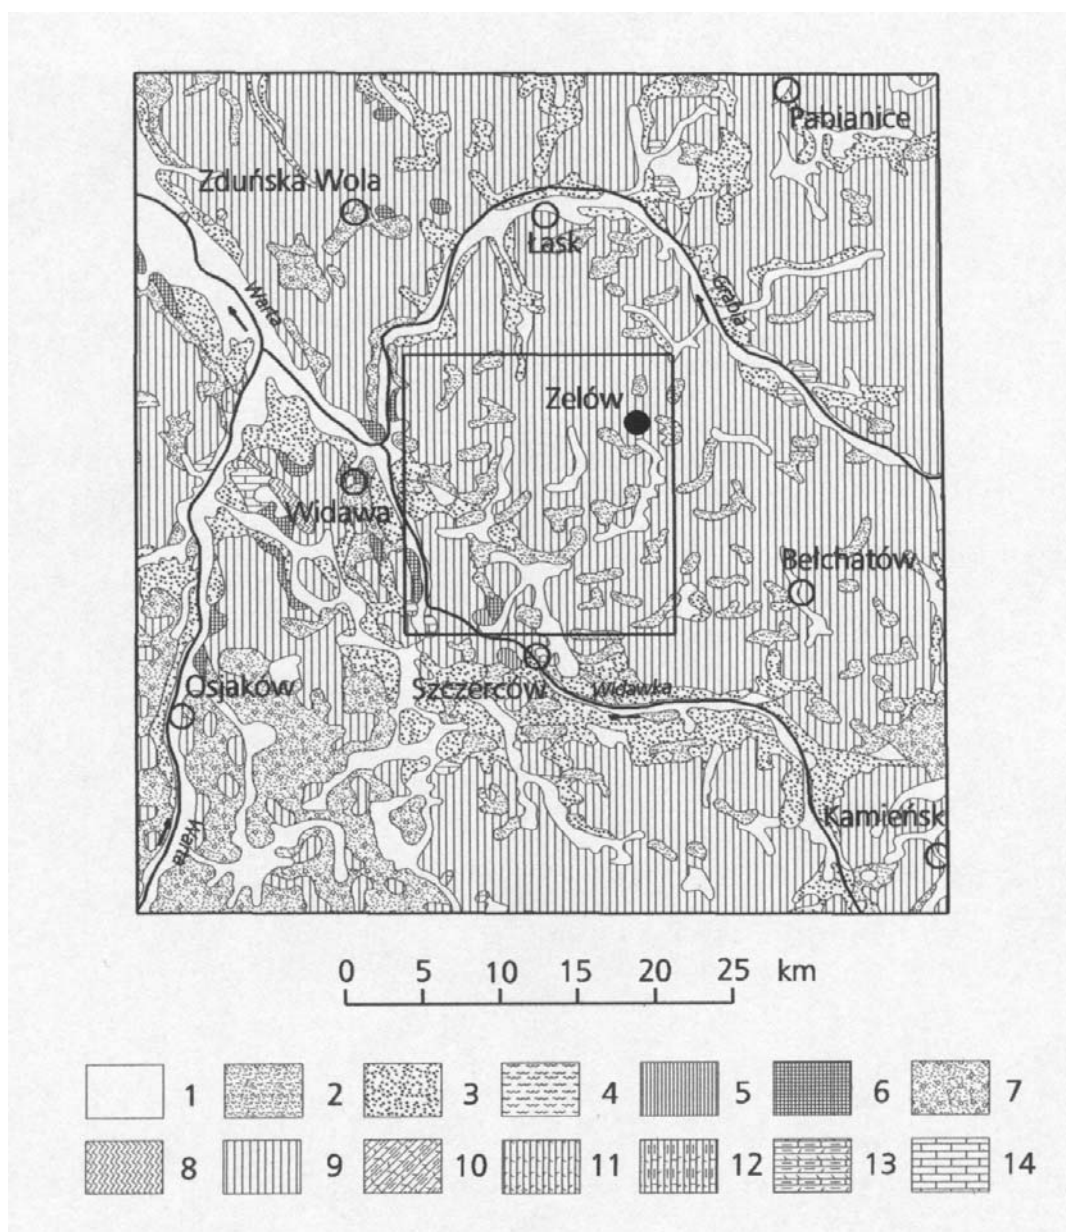 Pabianice
Zduńska Wola
Łask
Warta
Grabia
Zelów
Widawa
Bełchatów
Osjaków
Szczerców
Widawka
Warta
Kamieńsk
0 5 10 15 20 25 km
1 2 3 4 5 6 7
8 9 10 11 12 13 14